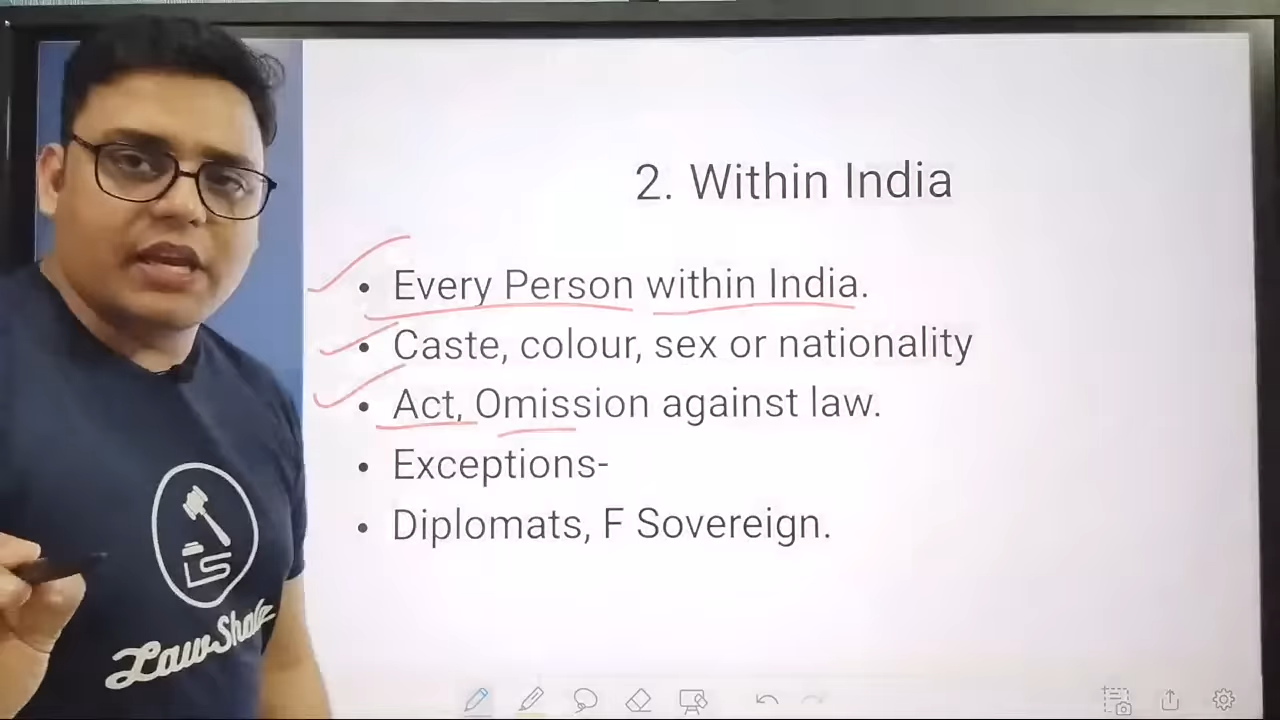 2. Within India
• Every Person within India.
• Caste, colour, sex or nationality
• Act, Omission against law.
• Exceptions-
• Diplomats, F Sovereign.
LS